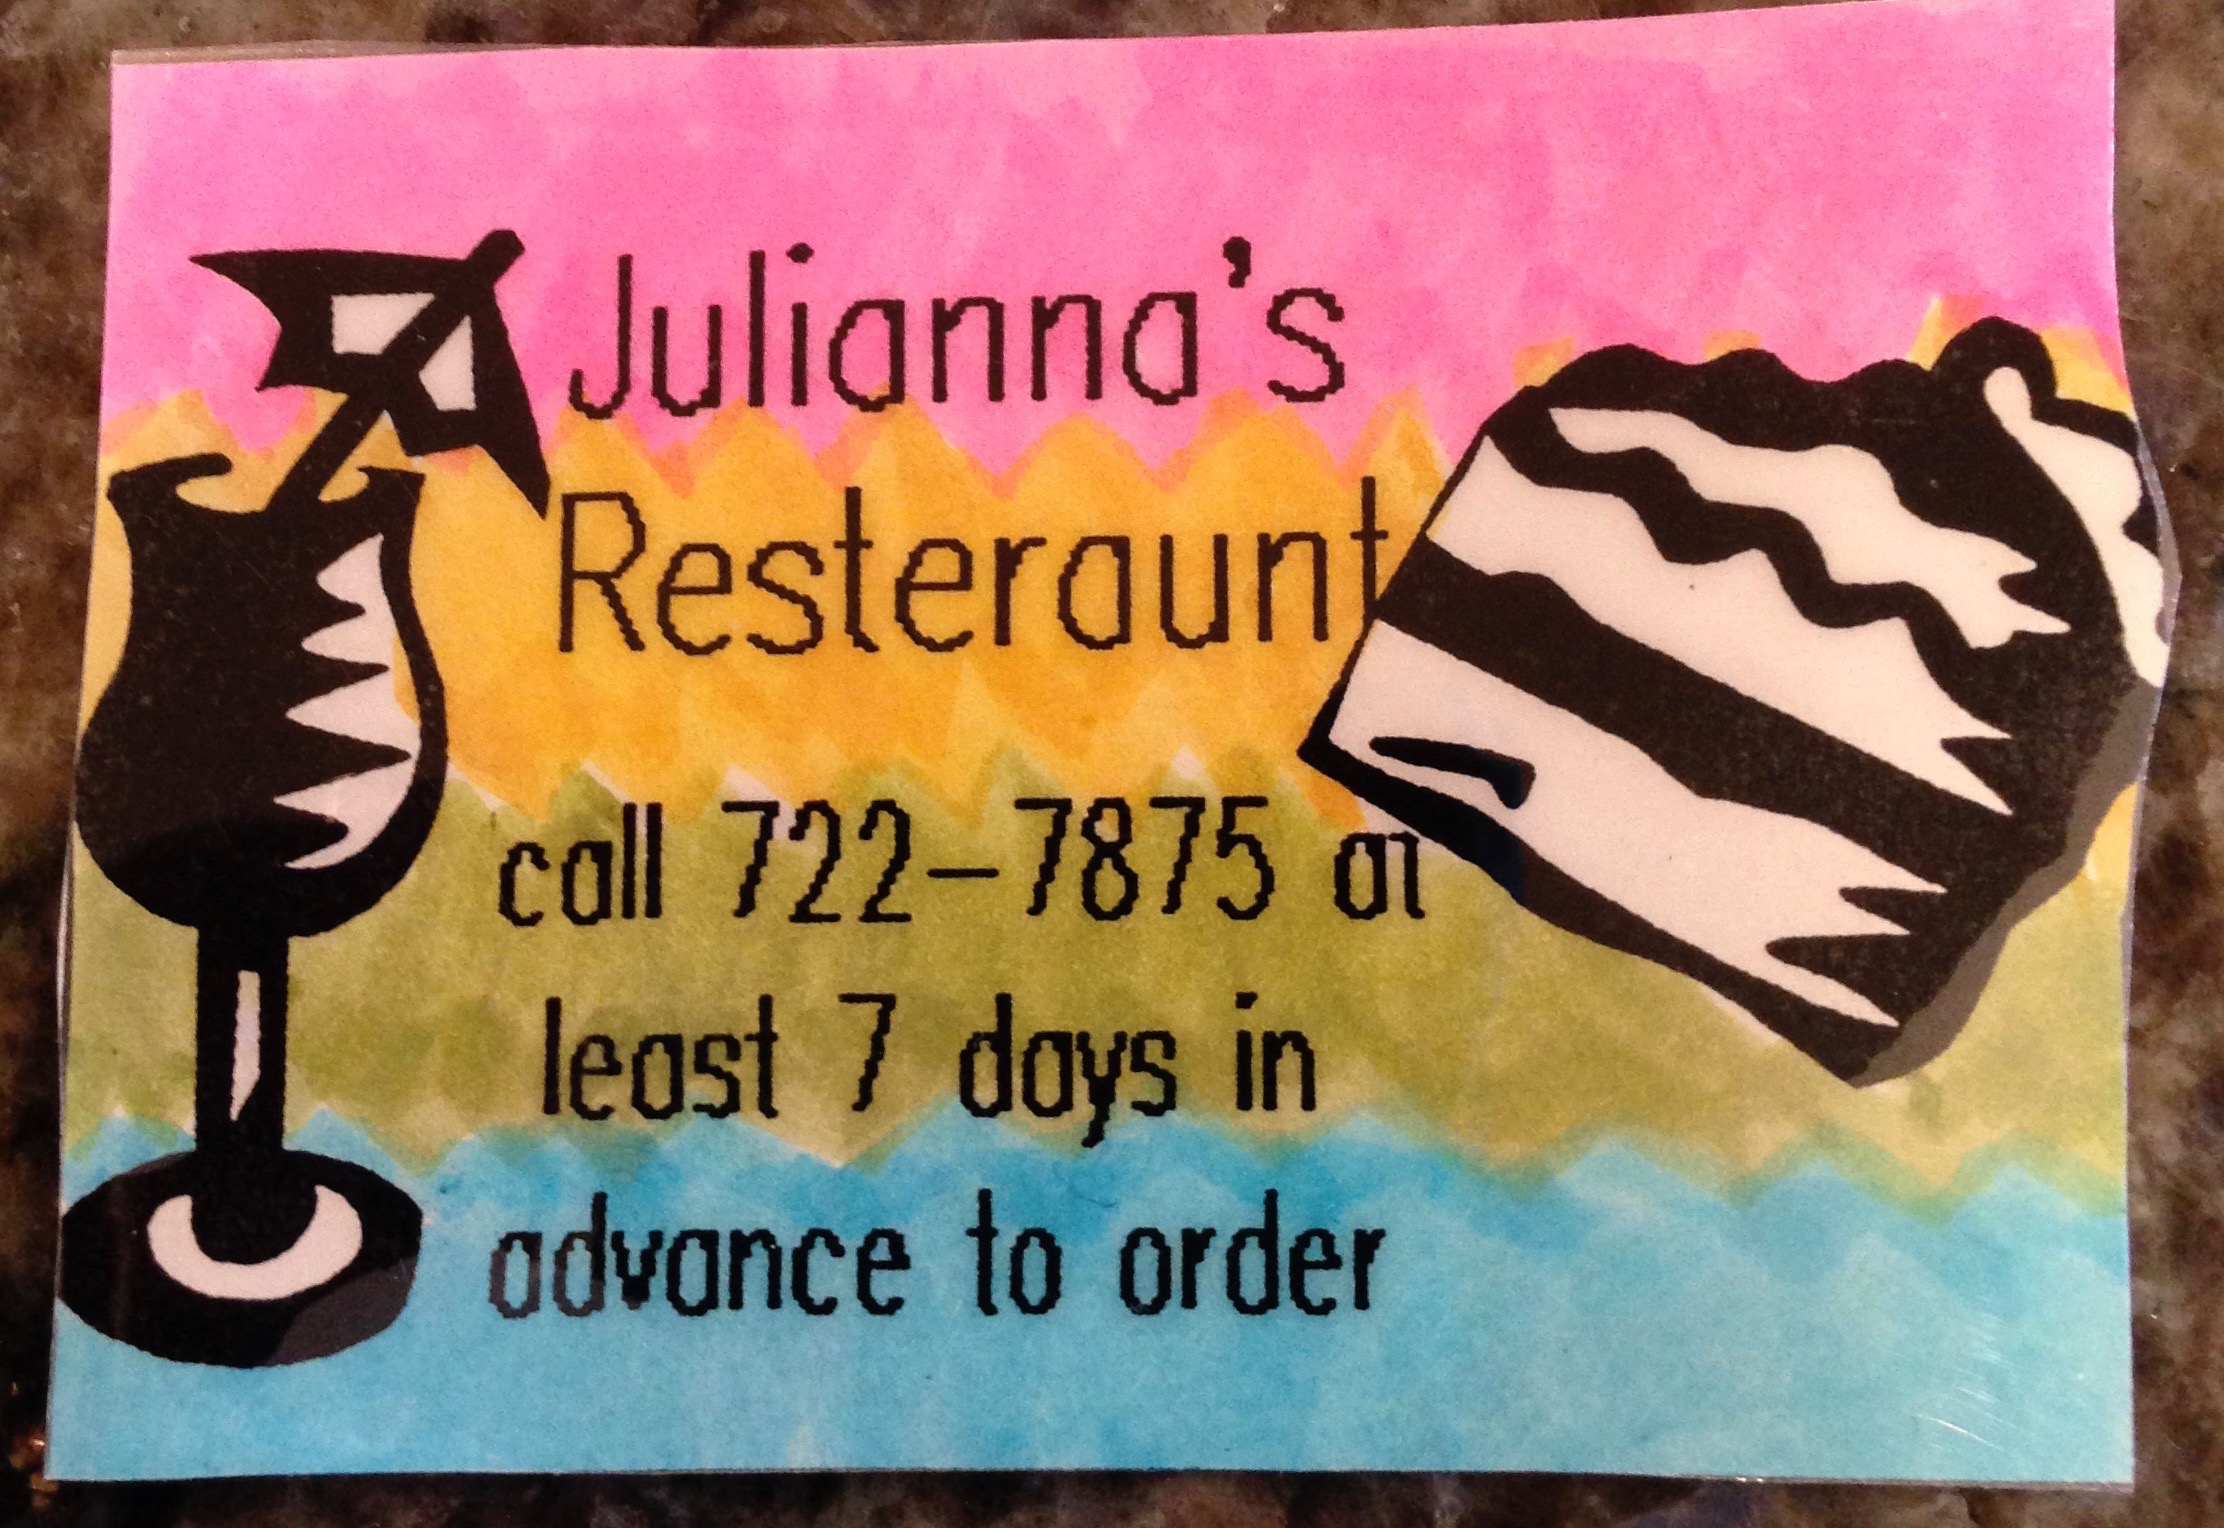 Julianna's
Resteraunt
call 722-7875 at
least 7 days in
advance to order